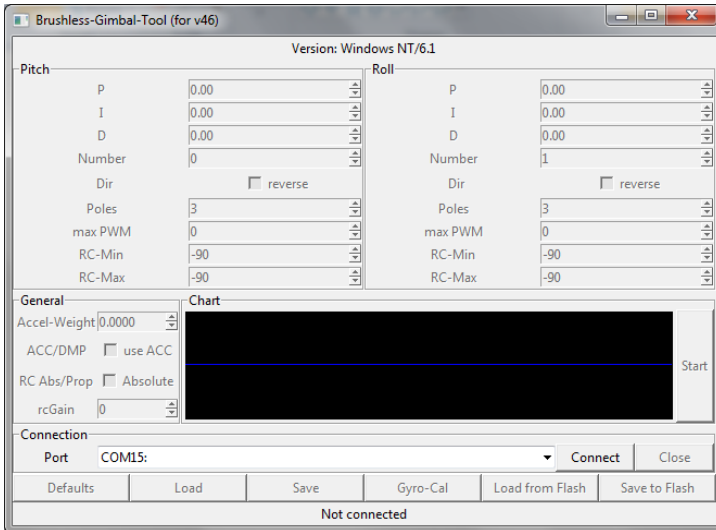 Brushless-Gimbal-Tool (for v46)
Version: Windows NT/6.1
Pitch Roll
P 0.00 P 0.00
I 0.00 I 0.00
D 0.00 D 0.00
Number 0 Number 1
Dir reverse Dir reverse
Poles 3 Poles 3
max PWM 0 max PWM 0
RC-Min -90 RC-Min -90
RC-Max -90 RC-Max -90
General Chart
Accel-Weight 0.0000
ACC/DMP use ACC
Start
RC Abs/Prop Absolute
rcGain 0
Connection
Port COM15: Connect Close
Defaults Load Save Gyro-Cal Load from Flash Save to Flash
Not connected